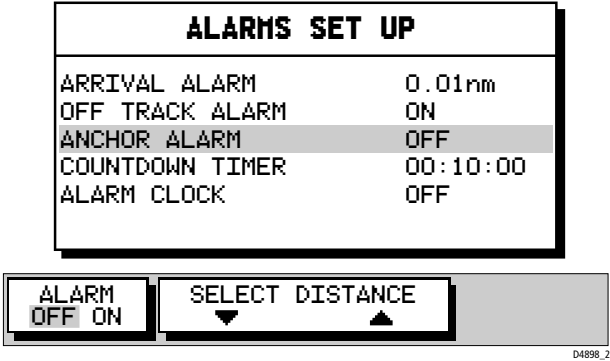 ALARMS SET UP
ARRIVAL ALARM 0.01nm
OFF TRACK ALARM ON
ANCHOR ALARM OFF
COUNTDOWN TIMER 00:10:00
ALARM CLOCK OFF
ALARM SELECT DISTANCE
OFF ON
D4898_2